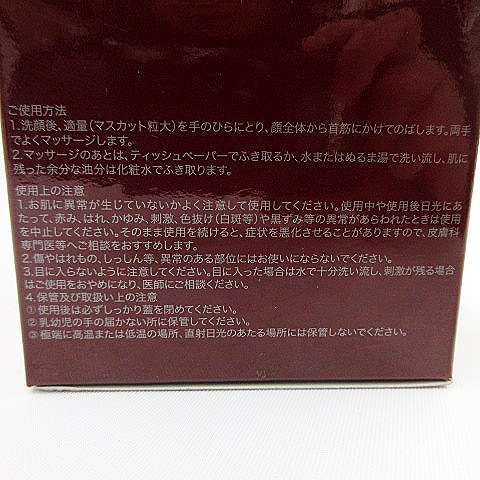 ご使用方法
1.洗顔後、適量(マスカット粒大)を手のひらにとり、顔全体から首筋にかけてのばします。両手
でよくマッサージします。
2.マッサージのあとは、ティッシュペーパーでふき取るか、水またはぬるま湯で洗い流し、肌に
残った余分な油分は化粧水でふき取ります。
使用上の注意
1.お肌に異常が生じていないかよく注意して使用してください。使用中や使用後日光にあ
たって、赤み、はれ、かゆみ、刺激、色抜け(白斑等)や黒ずみ等の異常があらわれたときは使用
を中止してください。そのまま使用を続けると、症状を悪化させることがありますので、皮膚科
専門医等へご相談をおすすめします。
2.傷やはれもの、しっしん等、異常のある部位にはお使いにならないでください。
3.目に入らないように注意してください。目に入った場合は水で十分洗い流し、刺激が残る場合
はご使用をおやめになり、医師にご相談ください。
4.保管及び取扱い上の注意
①使用後は必ずしっかり蓋を閉めてください。
②乳幼児の手の届かない所に保管してください。
③極端に高温または低温の場所、直射日光のあたる場所には保管しないでください。